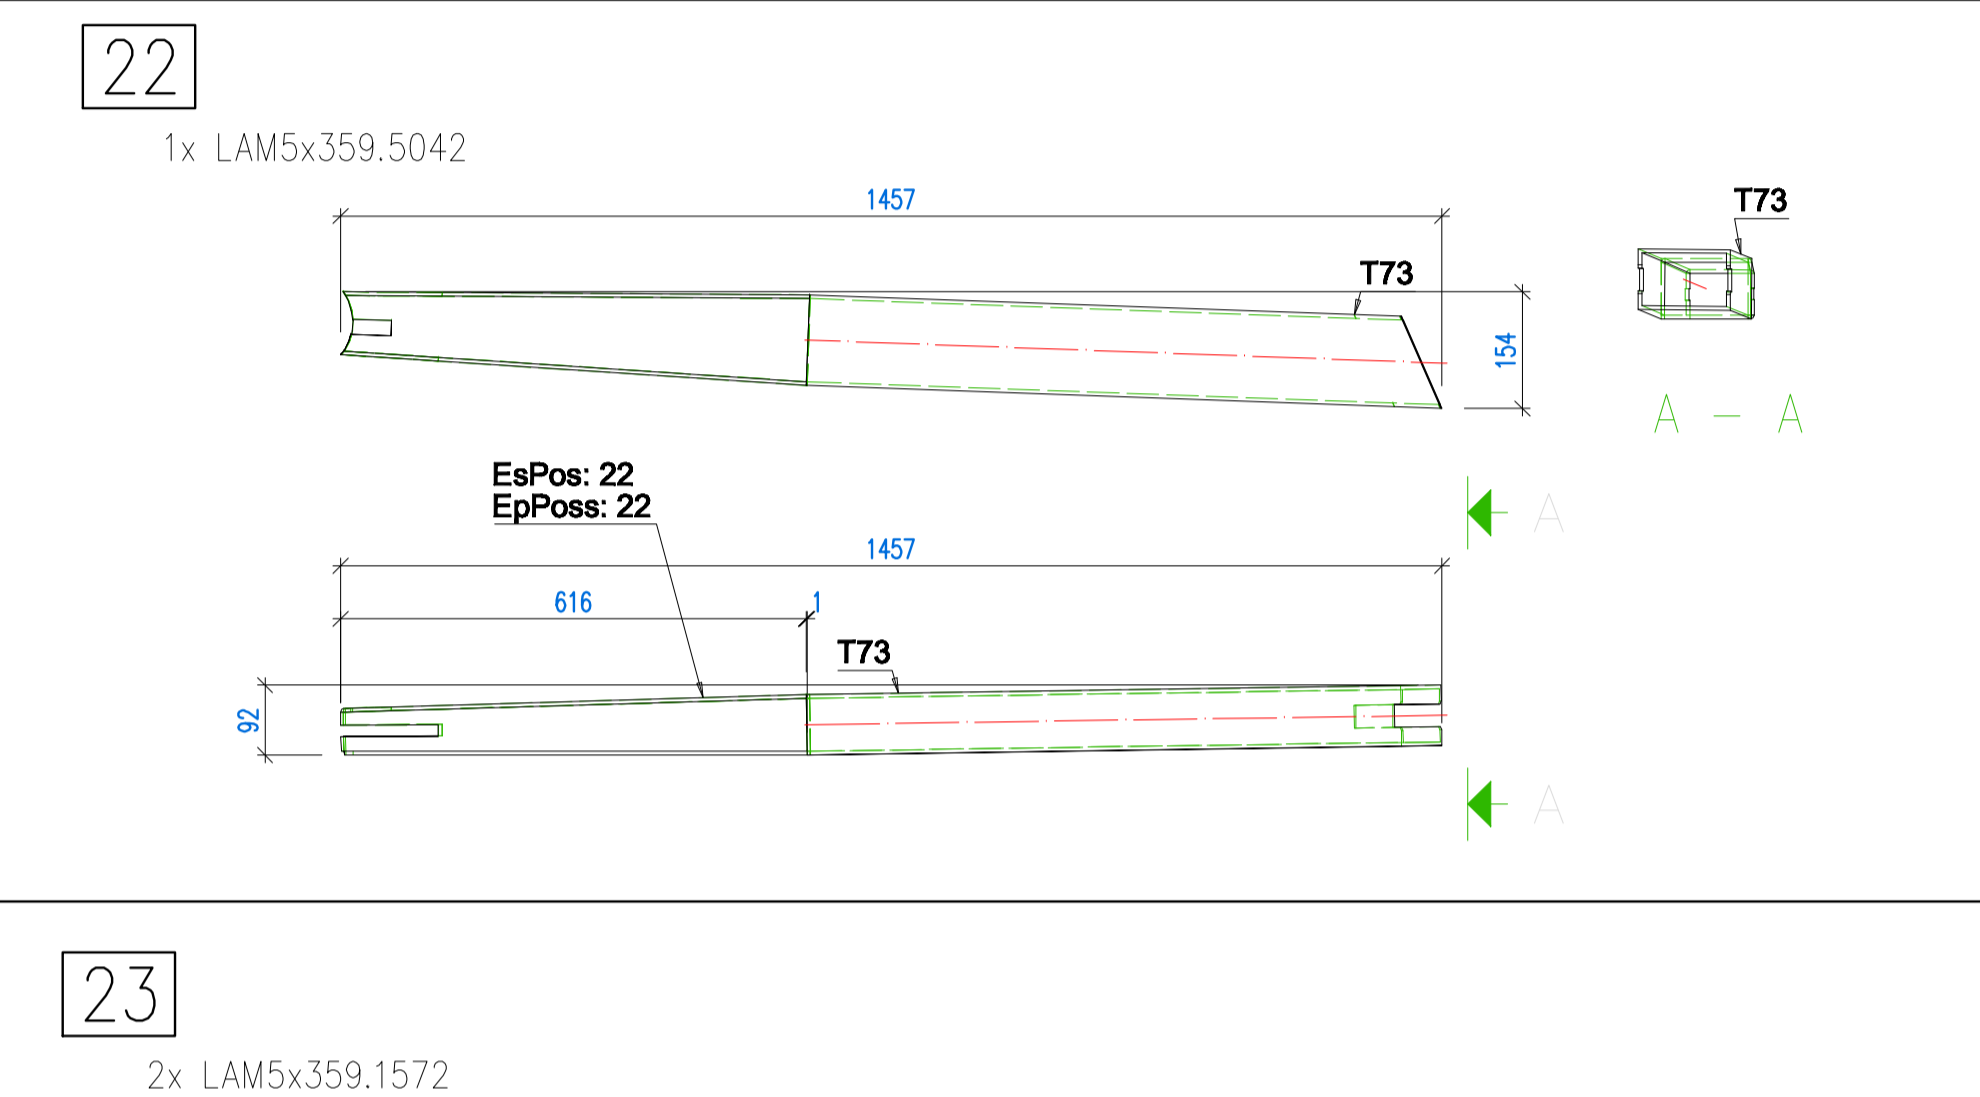 22
1x LAM5x359.5042
1457
T73
T73
154
A - A
EsPos: 22
EpPoss: 22
A
1457
616
1
T73
92
A
23
2x LAM5x359.1572